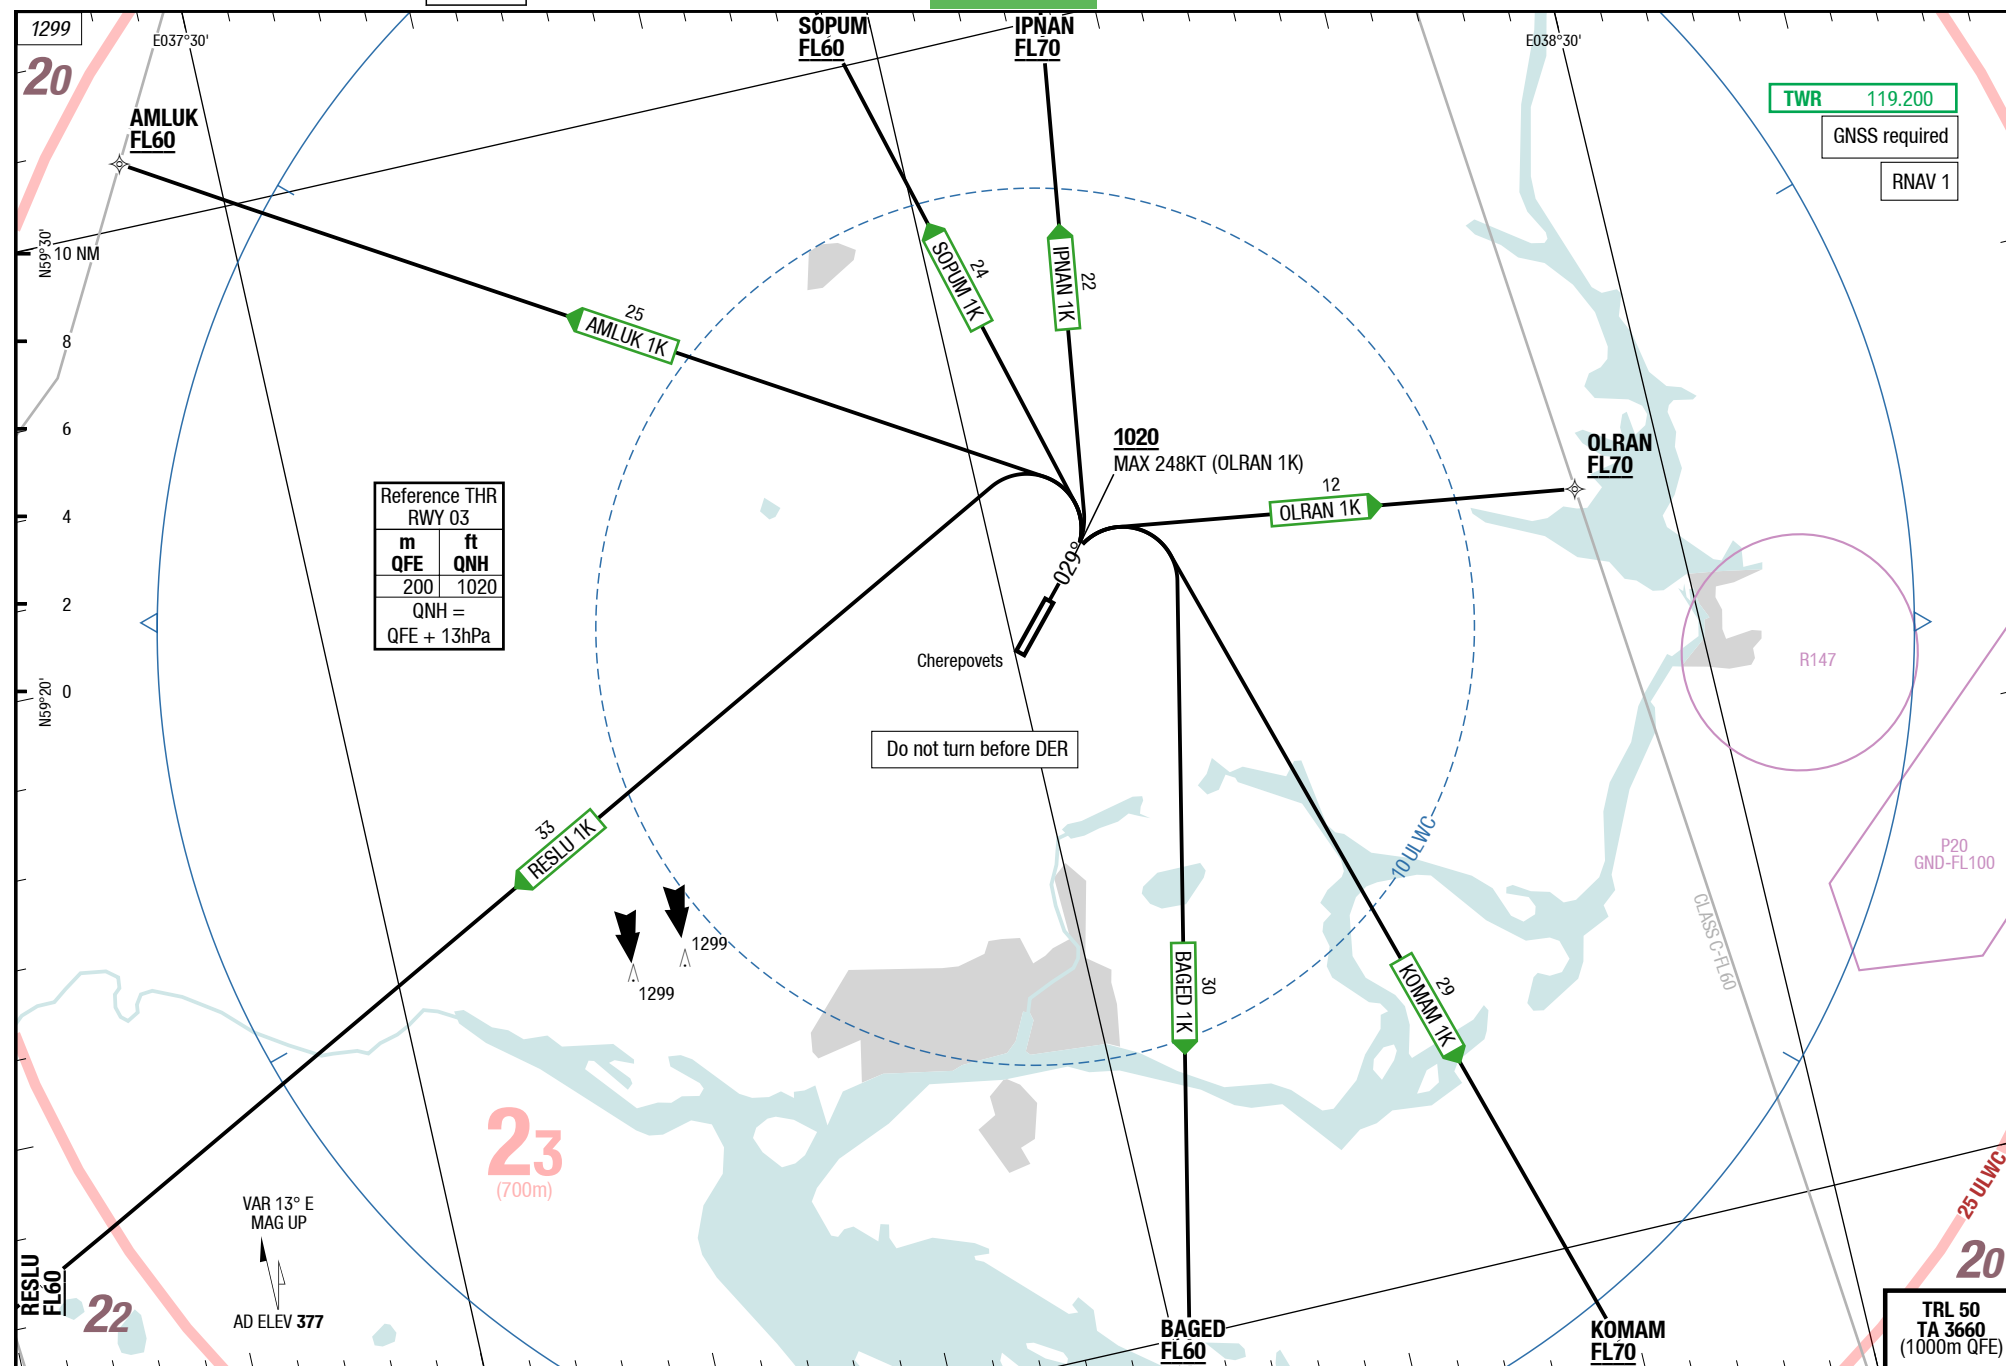 1299
E037°30'
SOPUM
FL60
IPNAN
FL70
E038°30'
20
AMLUK
FL60
TWR 119.200
GNSS required
RNAV 1
N59°30'
10 NM
8
6
4
2
0
N59°20'
25
AMLUK 1K
24
SOPUM 1K
22
IPNAN 1K
1020
MAX 248KT (OLRAN 1K)
OLRAN
FL70
12
OLRAN 1K
029°
Reference THR
RWY 03
m ft
QFE QNH
200 1020
QNH =
QFE + 13hPa
Cherepovets
R147
Do not turn before DER
33
RESLU 1K
10 ULWC
P20
GND-FL100
CLASS C-FL60
1299
1299
30
BAGED 1K
29
KOMAM 1K
23
(700m)
VAR 13° E
MAG UP
AD ELEV 377
RESLU
FL60
22
25 ULWC
20
BAGED
FL60
KOMAM
FL70
TRL 50
TA 3660
(1000m QFE)